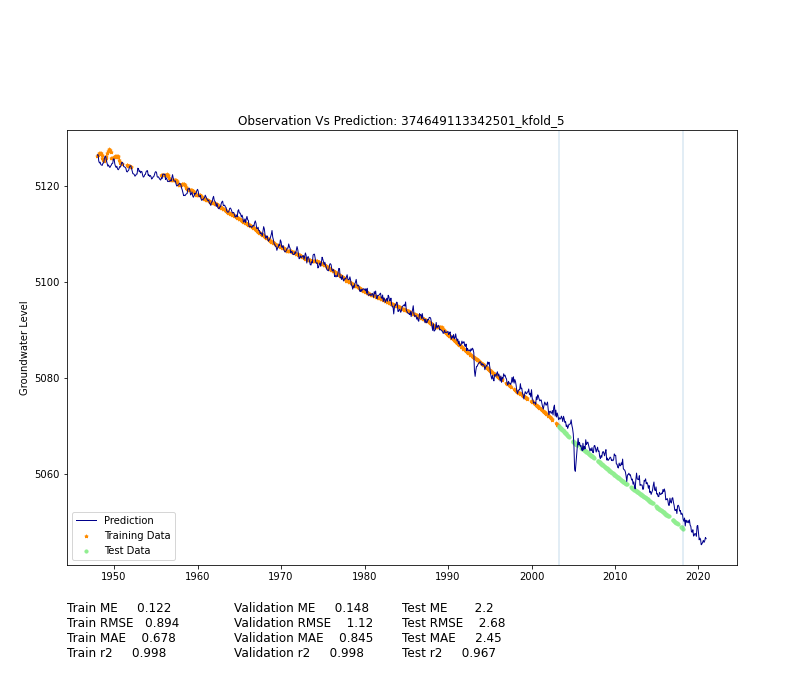 Observation Vs Prediction: 374649113342501_kfold_5
5120
5100
5080
5060
Groundwater Level
Prediction
Training Data
Test Data
1950 1960 1970 1980 1990 2000 2010 2020
Train ME 0.122 Validation ME 0.148 Test ME 2.2
Train RMSE 0.894 Validation RMSE 1.12 Test RMSE 2.68
Train MAE 0.678 Validation MAE 0.845 Test MAE 2.45
Train r2 0.998 Validation r2 0.998 Test r2 0.967